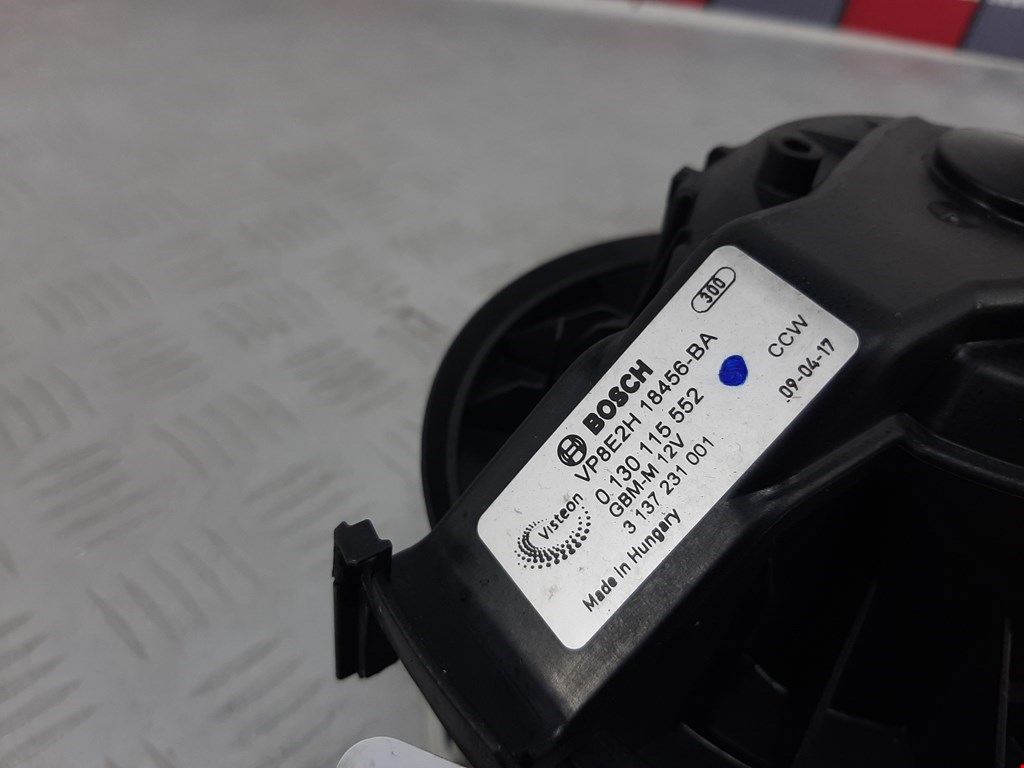 300
BOSCH
VP8E2H 18456-BA
0 130 115 552
GBM-M 12V
3 137 231 001
Made In Hungary
Visteon
CCW
09-04-17